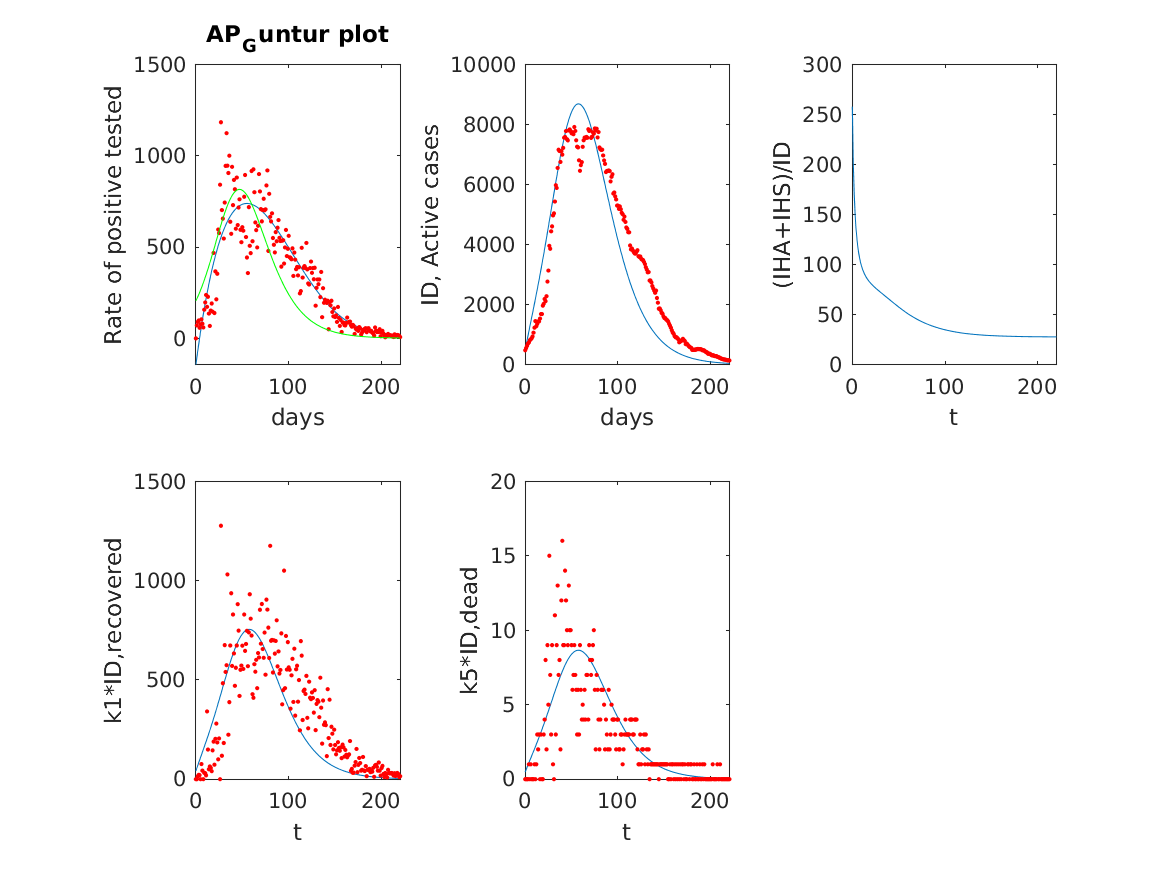 AP_Guntur plot
1500
1000
500
0
Rate of positive tested
0 100 200
days
10000
8000
6000
4000
2000
0
ID, Active cases
0 100 200
days
300
250
200
150
100
50
0
(IHA+IHS)/ID
0 100 200
t
1500
1000
500
0
k1*ID,recovered
0 100 200
t
20
15
10
5
0
k5*ID,dead
0 100 200
t